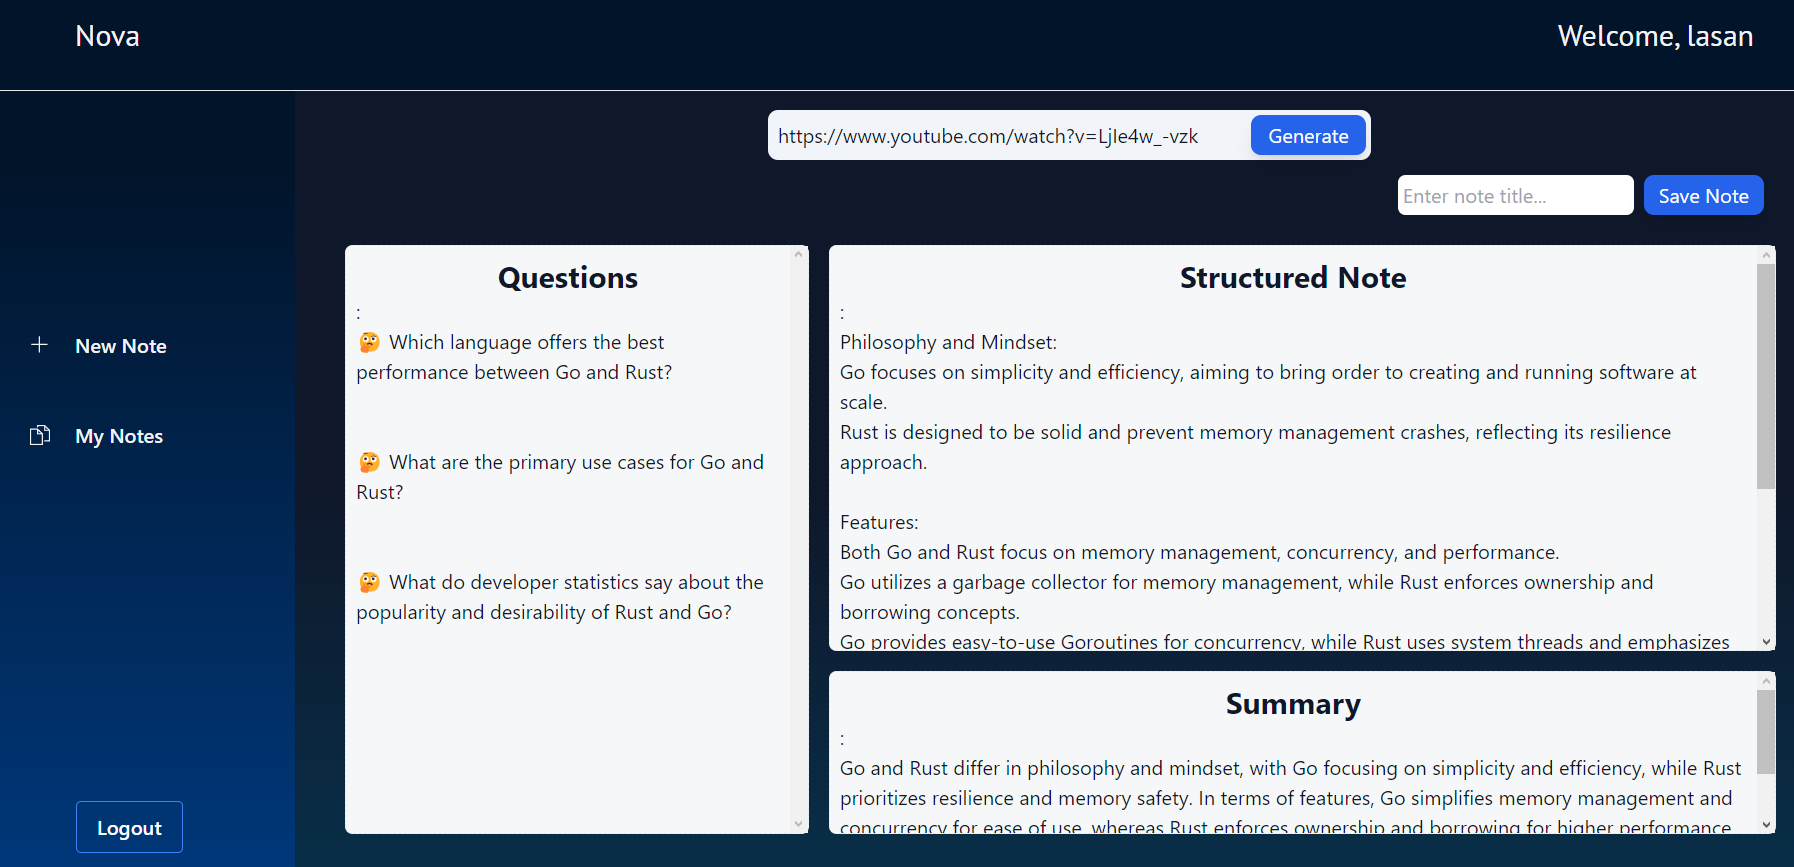 Nova
Welcome, lasan
https://www.youtube.com/watch?v=LjIe4w_-vzk
Generate
Enter note title...
Save Note
New Note
My Notes
Logout
Questions
:
🤔 Which language offers the best
performance between Go and Rust?
🤔 What are the primary use cases for Go and
Rust?
🤔 What do developer statistics say about the
popularity and desirability of Rust and Go?
Structured Note
:
Philosophy and Mindset:
Go focuses on simplicity and efficiency, aiming to bring order to creating and running software at
scale.
Rust is designed to be solid and prevent memory management crashes, reflecting its resilience
approach.
Features:
Both Go and Rust focus on memory management, concurrency, and performance.
Go utilizes a garbage collector for memory management, while Rust enforces ownership and
borrowing concepts.
Go provides easy-to-use Goroutines for concurrency, while Rust uses system threads and emphasizes
Summary
:
Go and Rust differ in philosophy and mindset, with Go focusing on simplicity and efficiency, while Rust
prioritizes resilience and memory safety. In terms of features, Go simplifies memory management and
concurrency for ease of use, whereas Rust enforces ownership and borrowing for higher performance